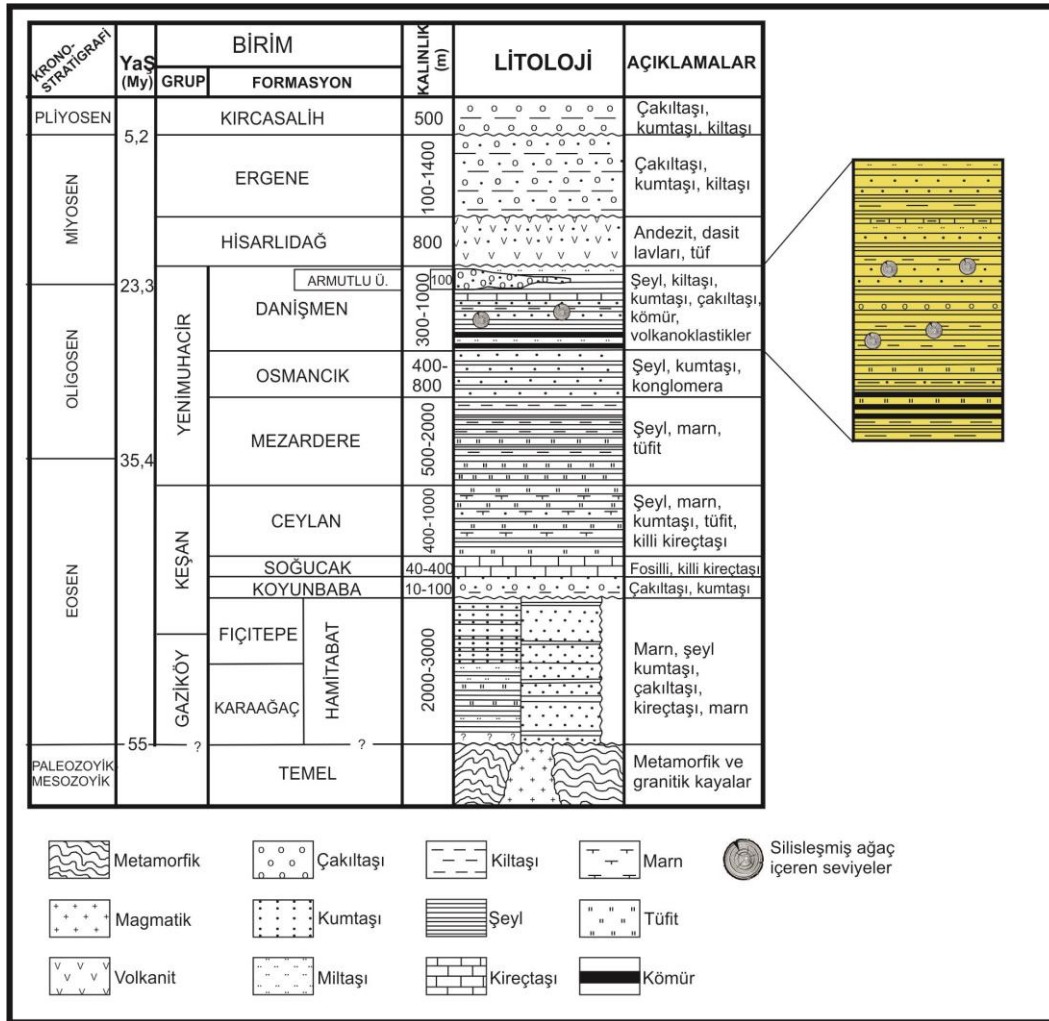 KRONO-
STRATİGRAFİ
YaŞ
(My)
BİRİM
GRUP
FORMASYON
KALINLIK
(m)
LİTOLOJİ
AÇIKLAMALAR
PLİYOSEN
5,2
KIRCASALİH
500
Çakıltaşı,
kumtaşı, kiltaşı
MİYOSEN
ERGENE
100-1400
Çakıltaşı,
kumtaşı, kiltaşı
HİSARLIDAĞ
800
Andezit, dasit
lavları, tüf
23,3
OLİGOSEN
YENİMUHACİR
ARMUTLU Ü.
100
DANİŞMEN
300-1000
Şeyl, kiltaşı,
kumtaşı, çakıltaşı,
kömür,
volkanoklastikler
OSMANCIK
400-
800
Şeyl, kumtaşı,
konglomera
MEZARDERE
500-2000
Şeyl, marn,
tüfit
35,4
EOSEN
KEŞAN
CEYLAN
400-1000
Şeyl, marn,
kumtaşı, tüfit,
killi kireçtaşı
SOĞUCAK
40-400
Fosilli, killi kireçtaşı
KOYUNBABA
10-100
Çakıltaşı, kumtaşı
GAZİKÖY
FIÇITEPE
KARAAĞAÇ
HAMİTABAT
2000-3000
Marn, şeyl
kumtaşı,
çakıltaşı,
kireçtaşı, marn
? ? ?
55
?
?
PALEOZOYİK
MESOZOYİK
TEMEL
Metamorfik ve
granitik kayalar
Metamorfik
Çakıltaşı
Kiltaşı
Marn
Silisleşmiş ağaç
içeren seviyeler
Magmatik
Kumtaşı
Şeyl
Tüfit
Volkanit
Miltaşı
Kireçtaşı
Kömür